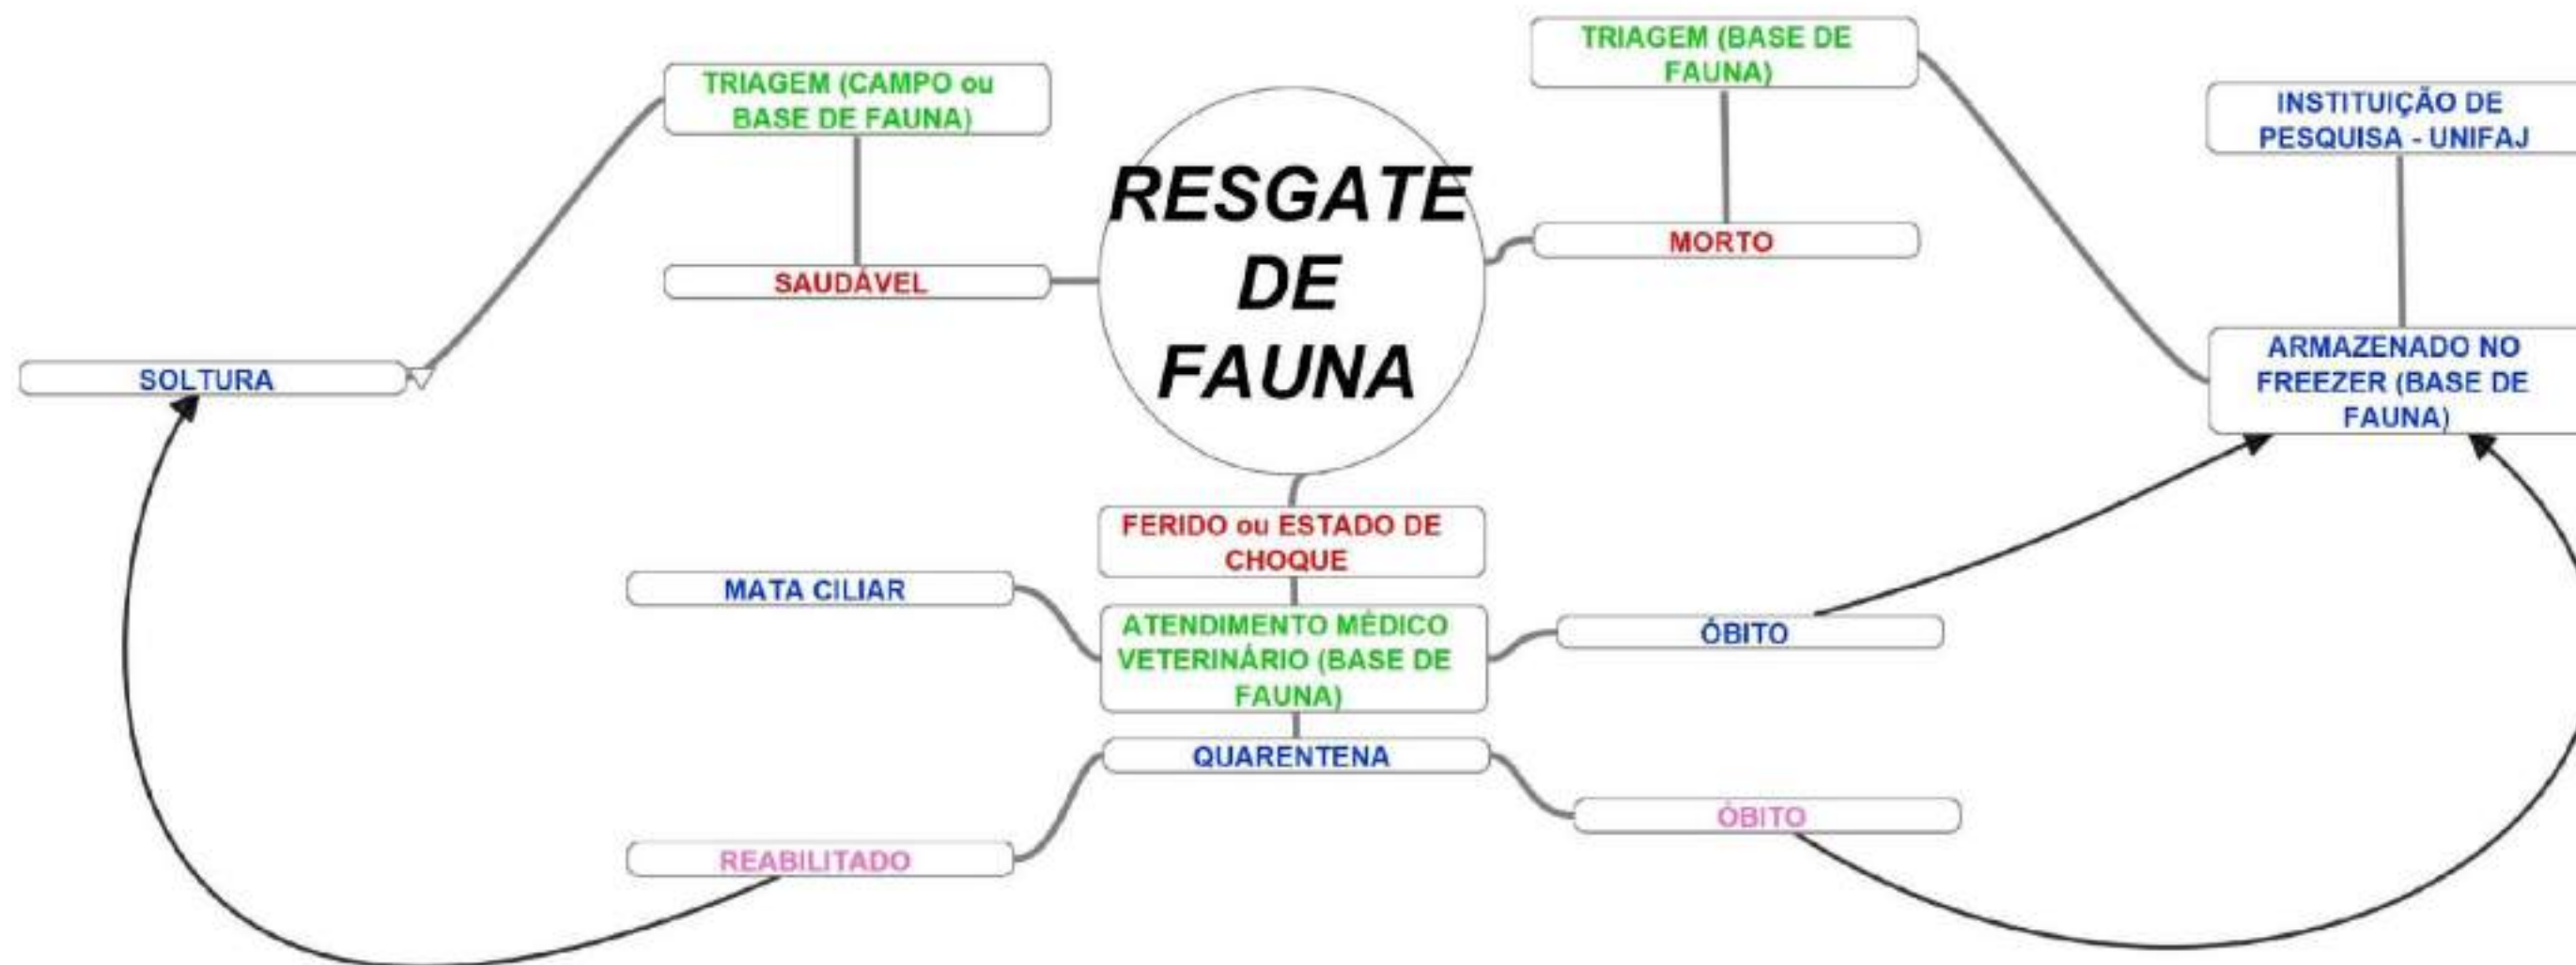 TRIAGEM (CAMPO ou
BASE DE FAUNA)
SAUDÁVEL
SOLTURA
RESGATE
DE
FAUNA
TRIAGEM (BASE DE
FAUNA)
MORTO
INSTITUIÇÃO DE
PESQUISA - UNIFAJ
ARMAZENADO NO
FREEZER (BASE DE
FAUNA)
FERIDO ou ESTADO DE
CHOQUE
MATA CILIAR
ATENDIMENTO MÉDICO
VETERINÁRIO (BASE DE
FAUNA)
ÓBITO
QUARENTENA
REABILITADO
ÓBITO